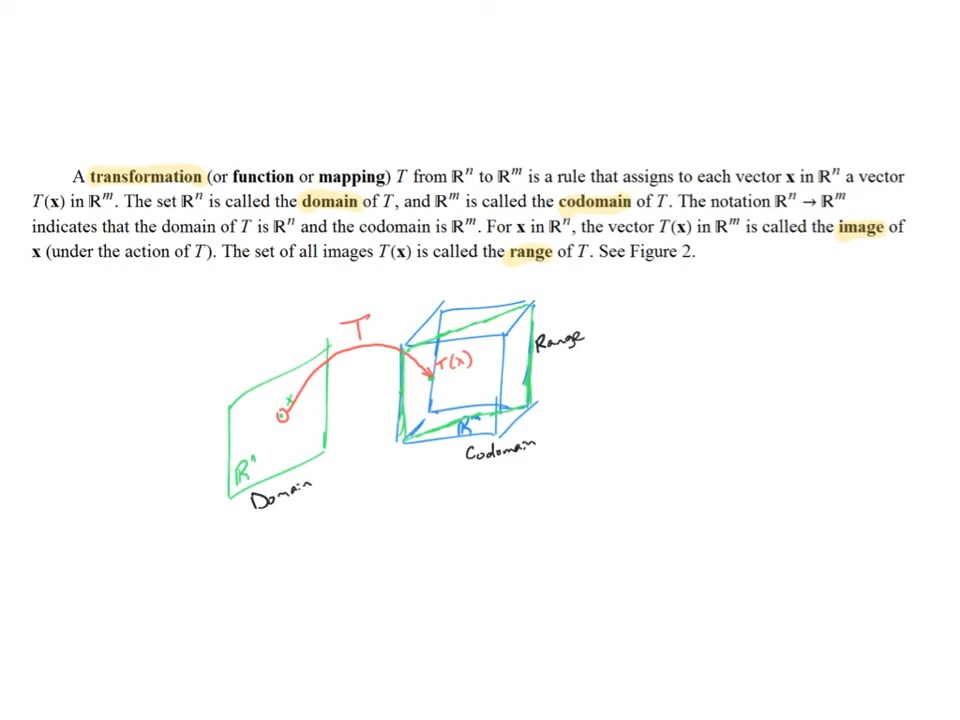 A transformation (or function or mapping) T from ℝⁿ to ℝᵐ is a rule that assigns to each vector x in ℝⁿ a vector
T(x) in ℝᵐ. The set ℝⁿ is called the domain of T, and ℝᵐ is called the codomain of T. The notation ℝⁿ → ℝᵐ
indicates that the domain of T is ℝⁿ and the codomain is ℝᵐ. For x in ℝⁿ, the vector T(x) in ℝᵐ is called the image of
x (under the action of T). The set of all images T(x) is called the range of T. See Figure 2.
T
Range
T(x)
x
ℝᵐ
Codomain
ℝⁿ
Domain